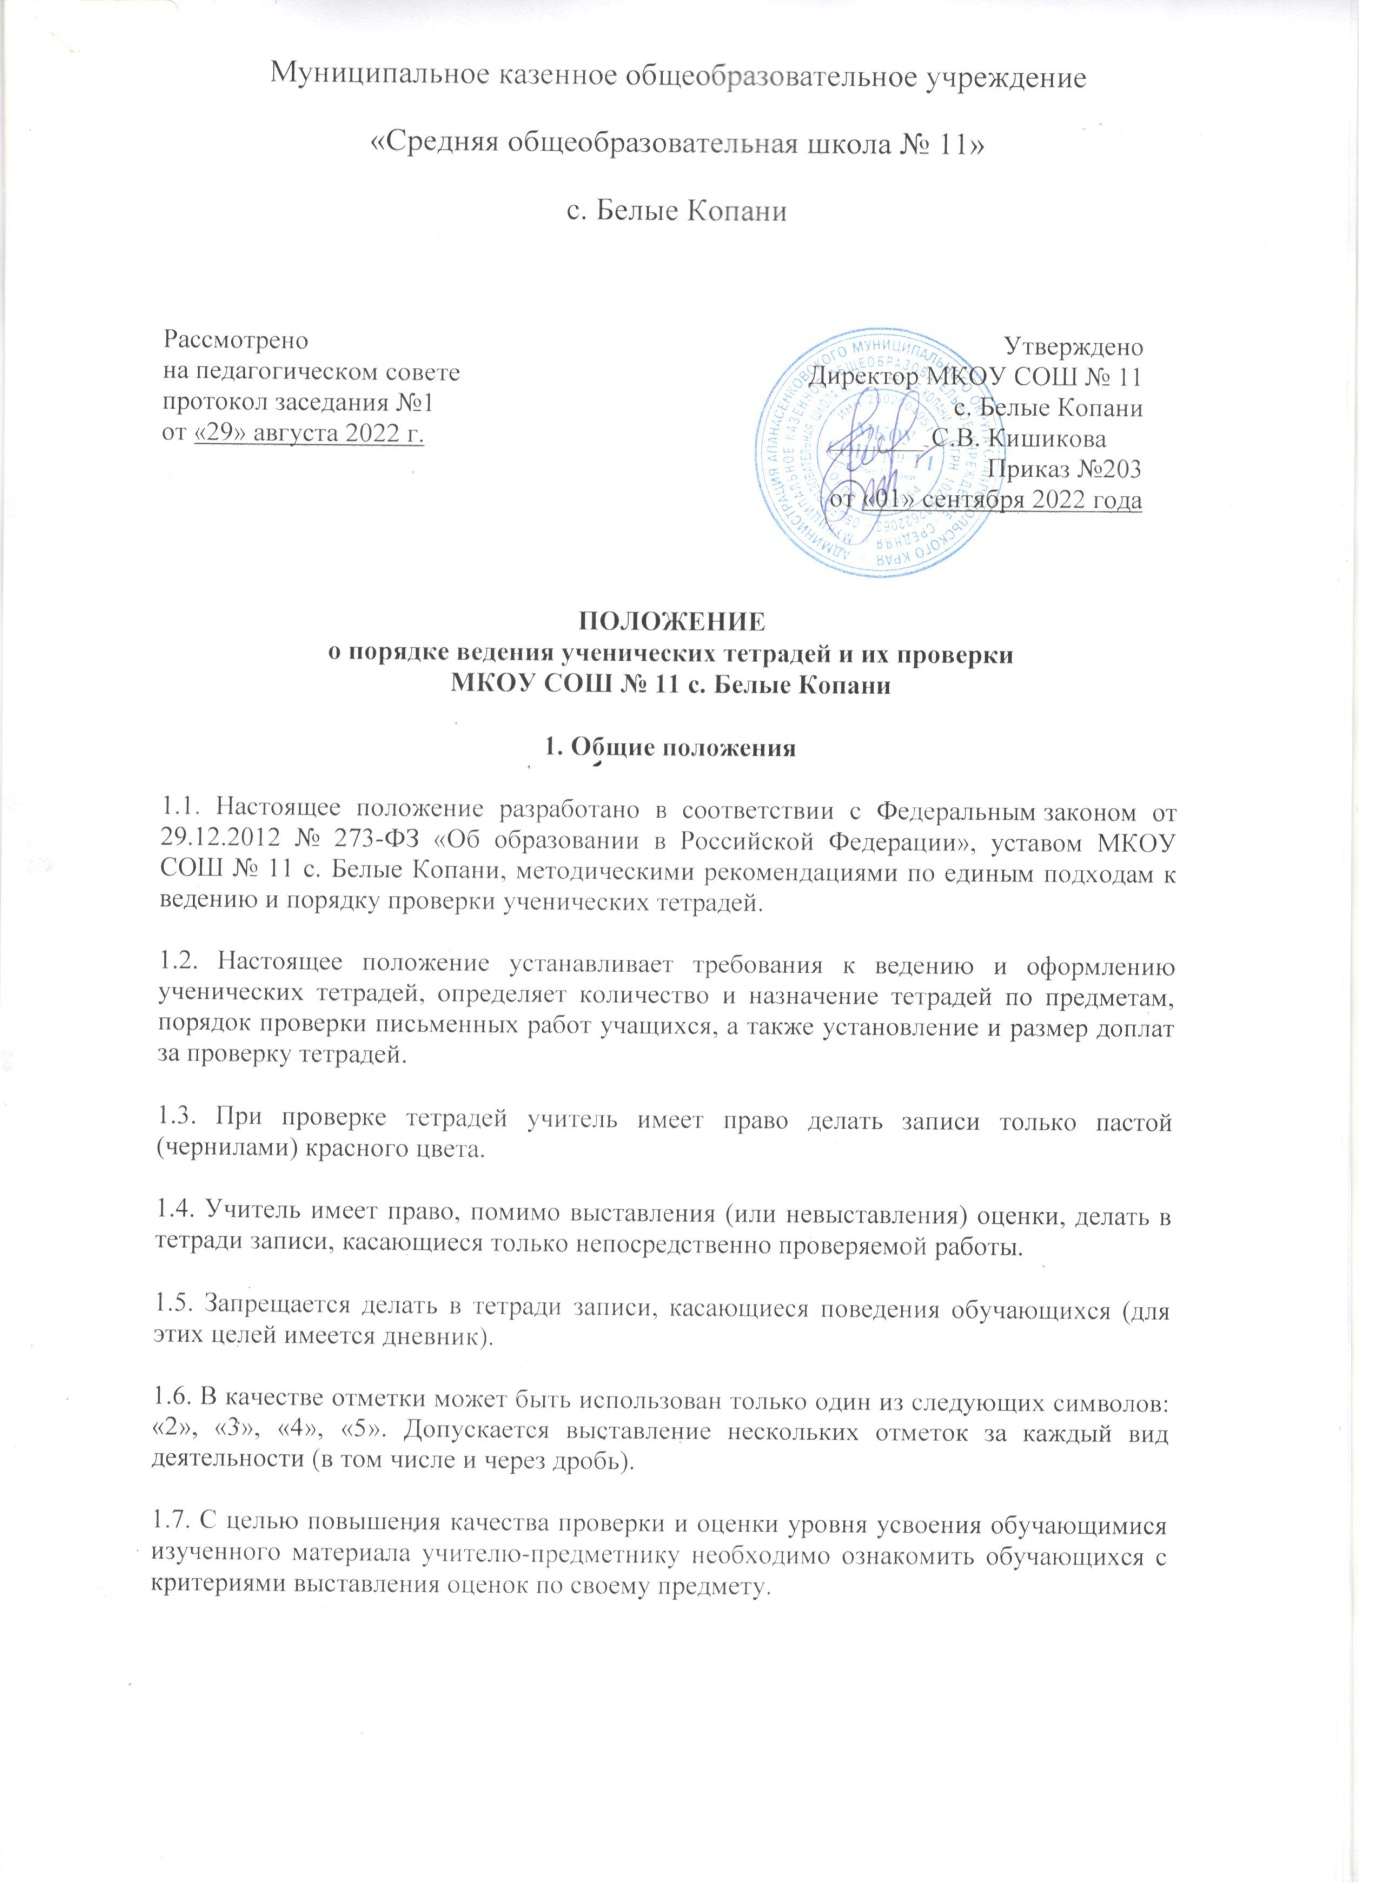 Муниципальное казенное общеобразовательное учреждение
«Средняя общеобразовательная школа № 11»
с. Белые Копани
Рассмотрено
на педагогическом совете
протокол заседания №1
от «29» августа 2022 г.
Утверждено
Директор МКОУ СОШ № 11
с. Белые Копани
С.В. Кишикова
Приказ №203
от «01» сентября 2022 года
ПОЛОЖЕНИЕ
о порядке ведения ученических тетрадей и их проверки
МКОУ СОШ № 11 с. Белые Копани
1. Общие положения
1.1. Настоящее положение разработано в соответствии с Федеральным законом от
29.12.2012 № 273-ФЗ «Об образовании в Российской Федерации», уставом МКОУ
СОШ № 11 с. Белые Копани, методическими рекомендациями по единым подходам к
ведению и порядку проверки ученических тетрадей.
1.2. Настоящее положение устанавливает требования к ведению и оформлению
ученических тетрадей, определяет количество и назначение тетрадей по предметам,
порядок проверки письменных работ учащихся, а также установление и размер доплат
за проверку тетрадей.
1.3. При проверке тетрадей учитель имеет право делать записи только пастой
(чернилами) красного цвета.
1.4. Учитель имеет право, помимо выставления (или невыставления) оценки, делать в
тетради записи, касающиеся только непосредственно проверяемой работы.
1.5. Запрещается делать в тетради записи, касающиеся поведения обучающихся (для
этих целей имеется дневник).
1.6. В качестве отметки может быть использован только один из следующих символов:
«2», «3», «4», «5». Допускается выставление нескольких отметок за каждый вид
деятельности (в том числе и через дробь).
1.7. С целью повышения качества проверки и оценки уровня усвоения обучающимися
изученного материала учителю-предметнику необходимо ознакомить обучающихся с
критериями выставления оценок по своему предмету.